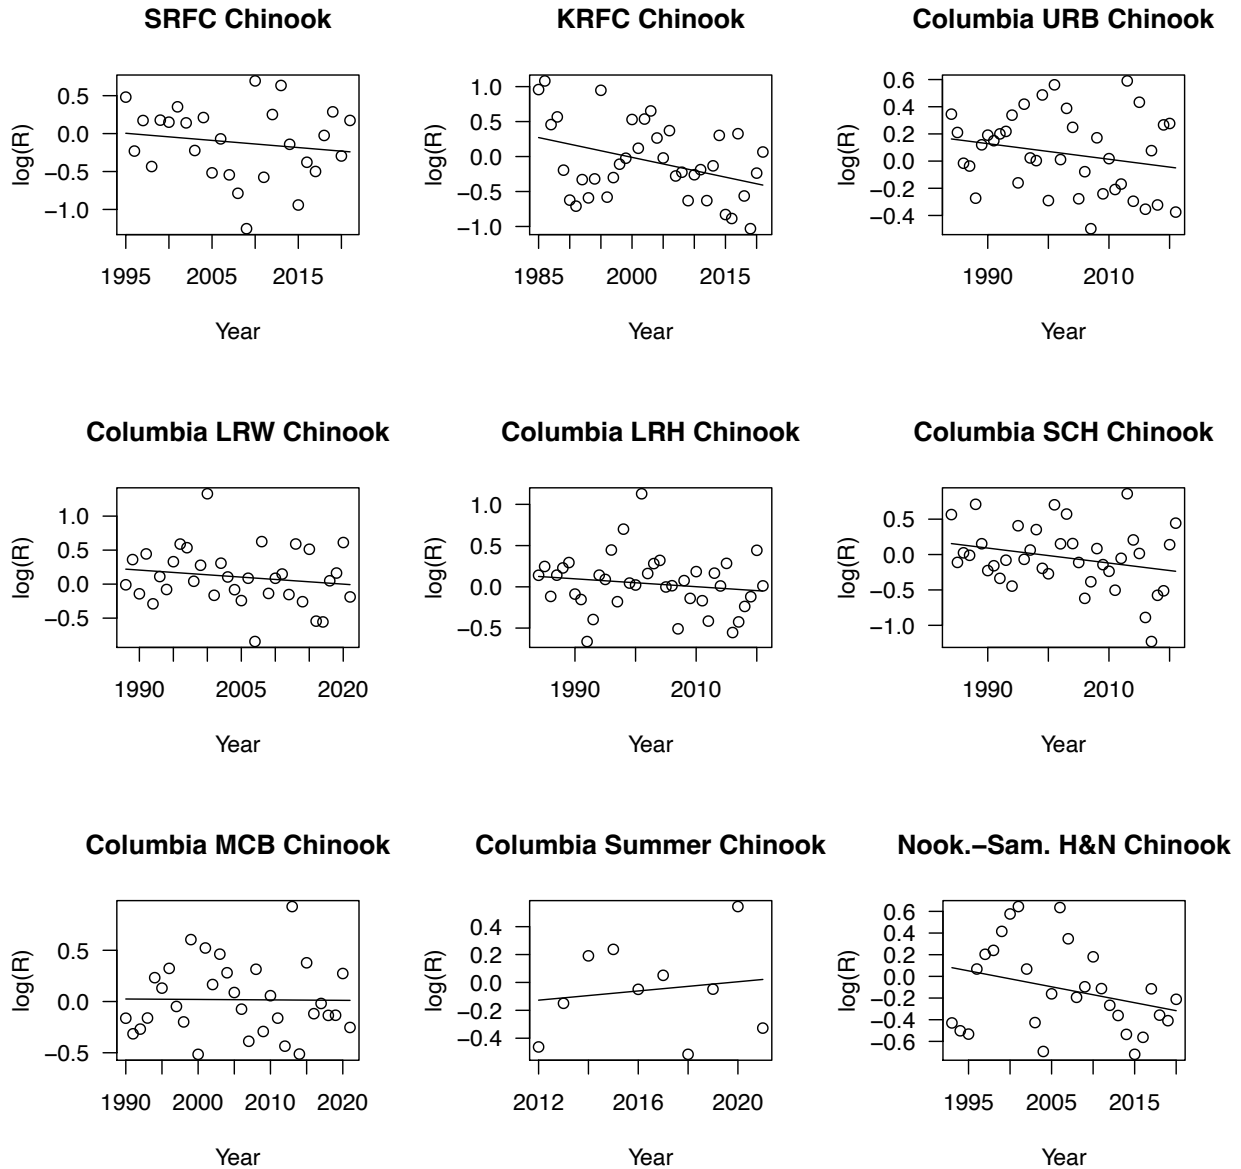 SRFC Chinook
log(R)
0.5
0.0
−0.5
−1.0
1995 2005 2015
Year
KRFC Chinook
log(R)
1.0
0.5
0.0
−0.5
−1.0
1985 2000 2015
Year
Columbia URB Chinook
log(R)
0.6
0.4
0.2
0.0
−0.2
−0.4
1990 2010
Year
Columbia LRW Chinook
log(R)
1.0
0.5
0.0
−0.5
1990 2005 2020
Year
Columbia LRH Chinook
log(R)
1.0
0.5
0.0
−0.5
1990 2010
Year
Columbia SCH Chinook
log(R)
0.5
0.0
−0.5
−1.0
1990 2010
Year
Columbia MCB Chinook
log(R)
0.5
0.0
−0.5
1990 2000 2010 2020
Year
Columbia Summer Chinook
log(R)
0.4
0.2
0.0
−0.2
−0.4
2012 2016 2020
Year
Nook.−Sam. H&N Chinook
log(R)
0.6
0.4
0.2
0.0
−0.2
−0.4
−0.6
1995 2005 2015
Year